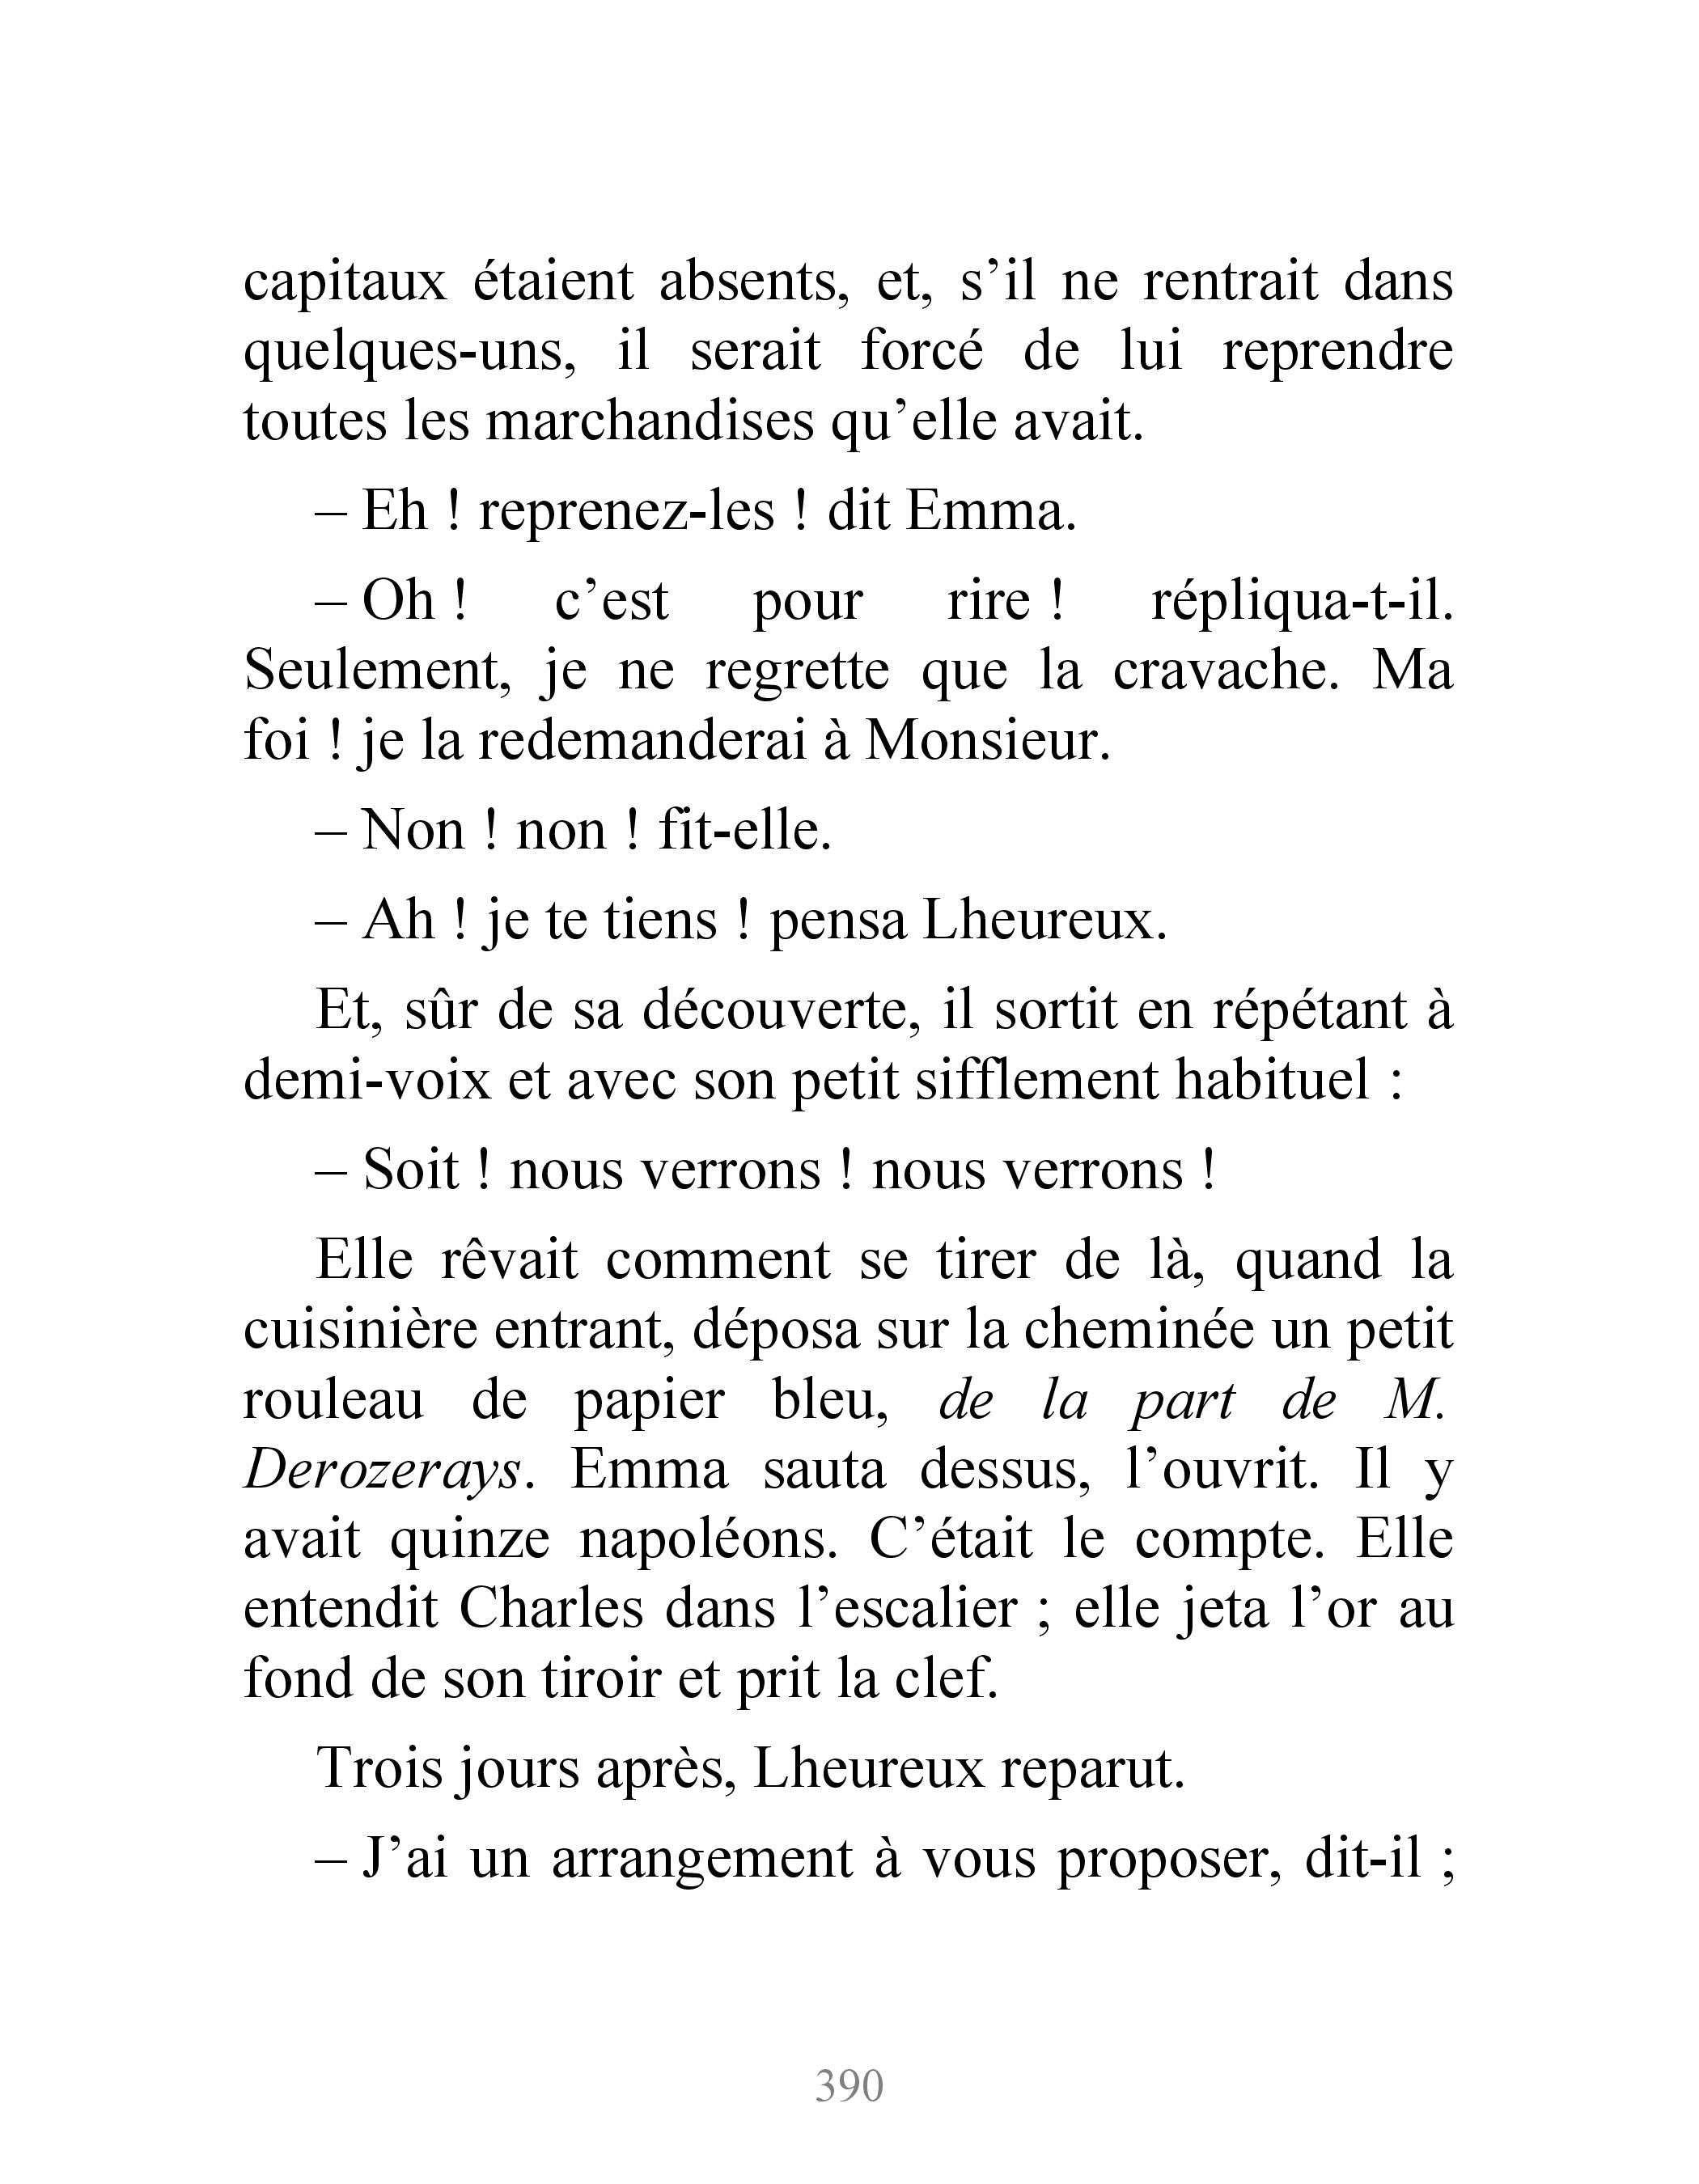 capitaux étaient absents, et, s’il ne rentrait dans
quelques-uns, il serait forcé de lui reprendre
toutes les marchandises qu’elle avait.
– Eh ! reprenez-les ! dit Emma.
– Oh ! c’est pour rire ! répliqua-t-il.
Seulement, je ne regrette que la cravache. Ma
foi ! je la redemanderai à Monsieur.
– Non ! non ! fit-elle.
– Ah ! je te tiens ! pensa Lheureux.
Et, sûr de sa découverte, il sortit en répétant à
demi-voix et avec son petit sifflement habituel :
– Soit ! nous verrons ! nous verrons !
Elle rêvait comment se tirer de là, quand la
cuisinière entrant, déposa sur la cheminée un petit
rouleau de papier bleu, de la part de M.
Derozerays. Emma sauta dessus, l’ouvrit. Il y
avait quinze napoléons. C’était le compte. Elle
entendit Charles dans l’escalier ; elle jeta l’or au
fond de son tiroir et prit la clef.
Trois jours après, Lheureux reparut.
– J’ai un arrangement à vous proposer, dit-il ;
390